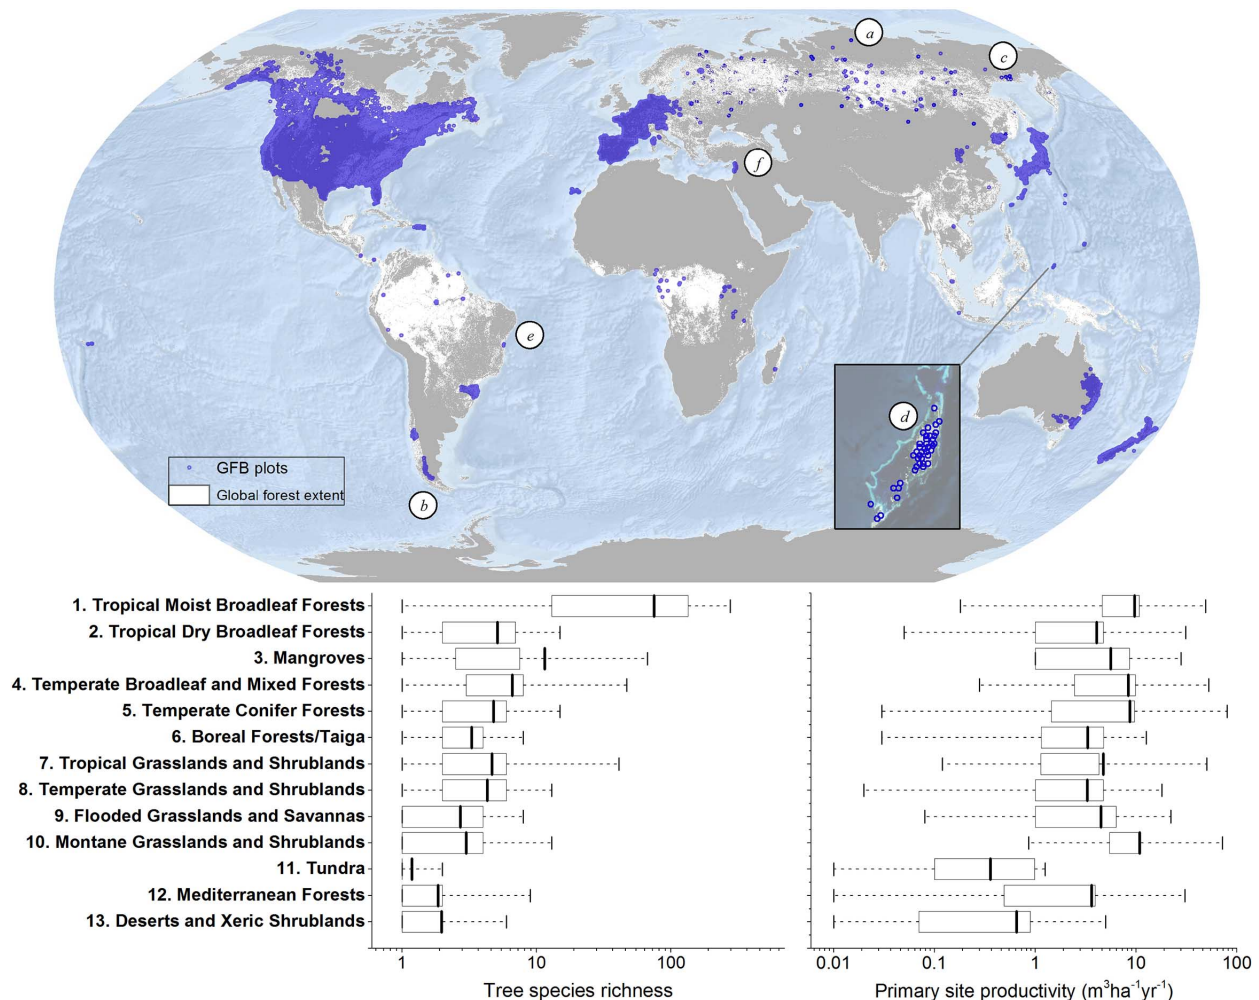 a
c
f
e
d
GFB plots
Global forest extent
b
1. Tropical Moist Broadleaf Forests
2. Tropical Dry Broadleaf Forests
3. Mangroves
4. Temperate Broadleaf and Mixed Forests
5. Temperate Conifer Forests
6. Boreal Forests/Taiga
7. Tropical Grasslands and Shrublands
8. Temperate Grasslands and Shrublands
9. Flooded Grasslands and Savannas
10. Montane Grasslands and Shrublands
11. Tundra
12. Mediterranean Forests
13. Deserts and Xeric Shrublands
1 10 100
Tree species richness
0.01 0.1 1 10 100
Primary site productivity (m³ha⁻¹yr⁻¹)